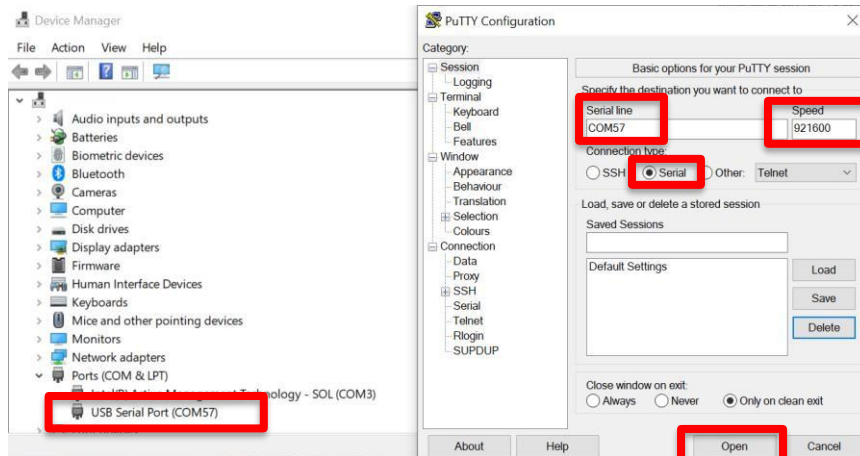 Device Manager
File Action View Help
Audio inputs and outputs
Batteries
Biometric devices
Bluetooth
Cameras
Computer
Disk drives
Display adapters
Firmware
Human Interface Devices
Keyboards
Mice and other pointing devices
Monitors
Network adapters
Ports (COM & LPT)
Technology - SOL (COM3)
USB Serial Port (COM57)
PuTTY Configuration
Category:
Session
Logging
Terminal
Keyboard
Bell
Features
Window
Appearance
Behaviour
Translation
Selection
Colours
Connection
Data
Proxy
SSH
Serial
Telnet
Rlogin
SUPDUP
Basic options for your PuTTY session
Specify the destination you want to connect to
Serial line Speed
COM57 921600
Connection type:
SSH Serial Other: Telnet
Load, save or delete a stored session
Saved Sessions
Default Settings
Load
Save
Delete
Close window on exit:
Always Never Only on clean exit
About Help Open Cancel